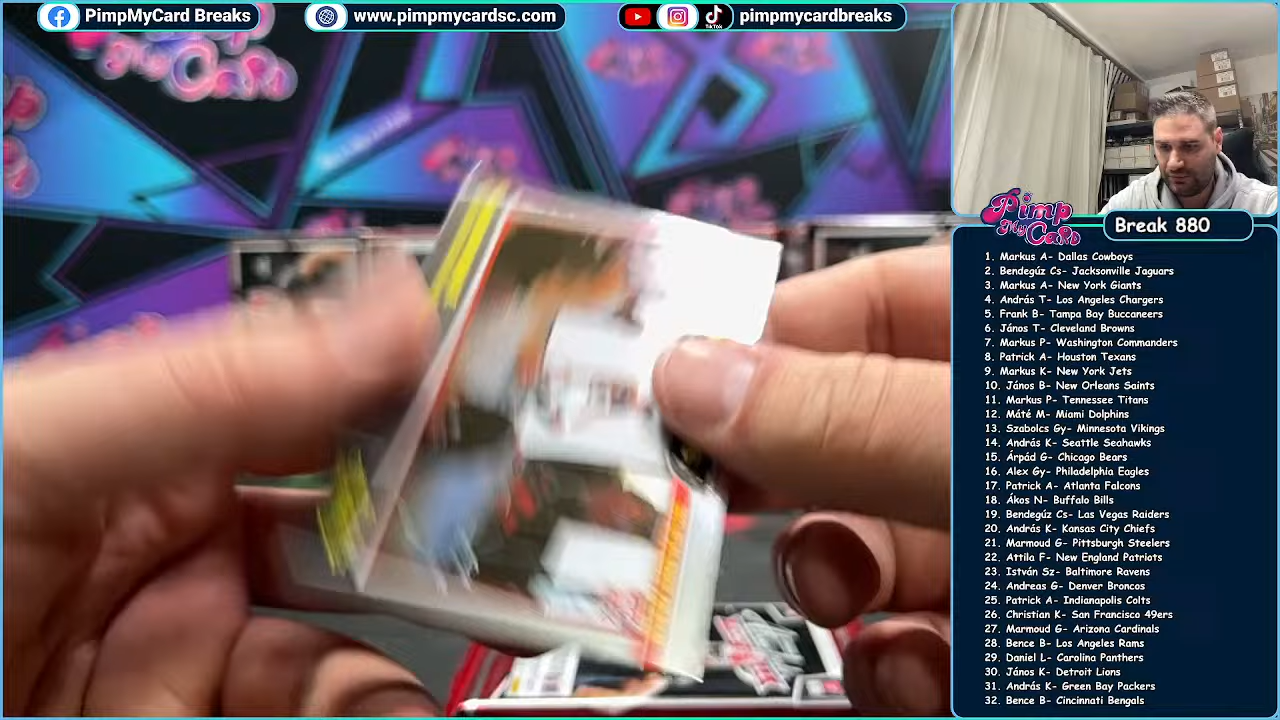 PimpMyCard Breaks
www.pimpmycardsc.com
TikTok
pimpmycardbreaks
Pimp
My Card
Break 880
1. Markus A- Dallas Cowboys
2. Bendegúz Cs- Jacksonville Jaguars
3. Markus A- New York Giants
4. András T- Los Angeles Chargers
5. Frank B- Tampa Bay Buccaneers
6. János T- Cleveland Browns
7. Markus P- Washington Commanders
8. Patrick A- Houston Texans
9. Markus K- New York Jets
10. János B- New Orleans Saints
11. Markus P- Tennessee Titans
12. Máté M- Miami Dolphins
13. Szabolcs Gy- Minnesota Vikings
14. András K- Seattle Seahawks
15. Árpád G- Chicago Bears
16. Alex Gy- Philadelphia Eagles
17. Patrick A- Atlanta Falcons
18. Ákos N- Buffalo Bills
19. Bendegúz Cs- Las Vegas Raiders
20. András K- Kansas City Chiefs
21. Marmoud G- Pittsburgh Steelers
22. Attila F- New England Patriots
23. István Sz- Baltimore Ravens
24. Andreas G- Denver Broncos
25. Patrick A- Indianapolis Colts
26. Christian K- San Francisco 49ers
27. Marmoud G- Arizona Cardinals
28. Bence B- Los Angeles Rams
29. Daniel L- Carolina Panthers
30. János K- Detroit Lions
31. András K- Green Bay Packers
32. Bence B- Cincinnati Bengals